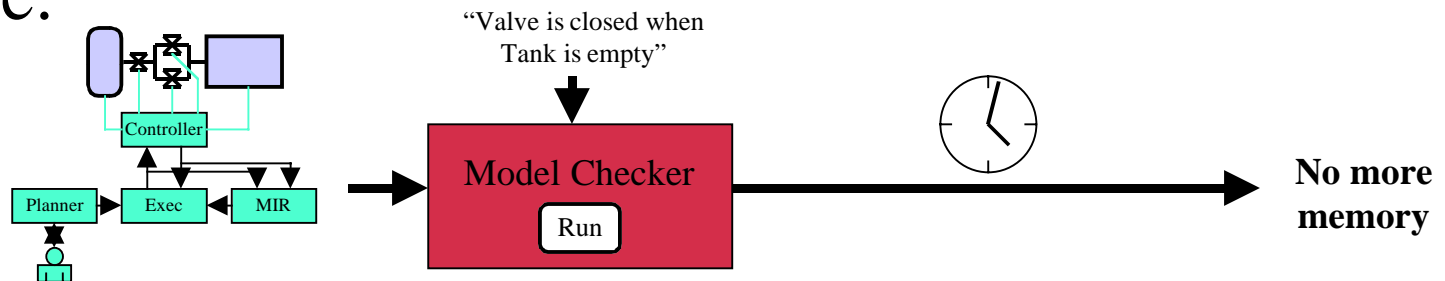 c.
“Valve is closed when
Tank is empty”
Controller
Model Checker
Planner
Exec
MIR
Run
No more
memory